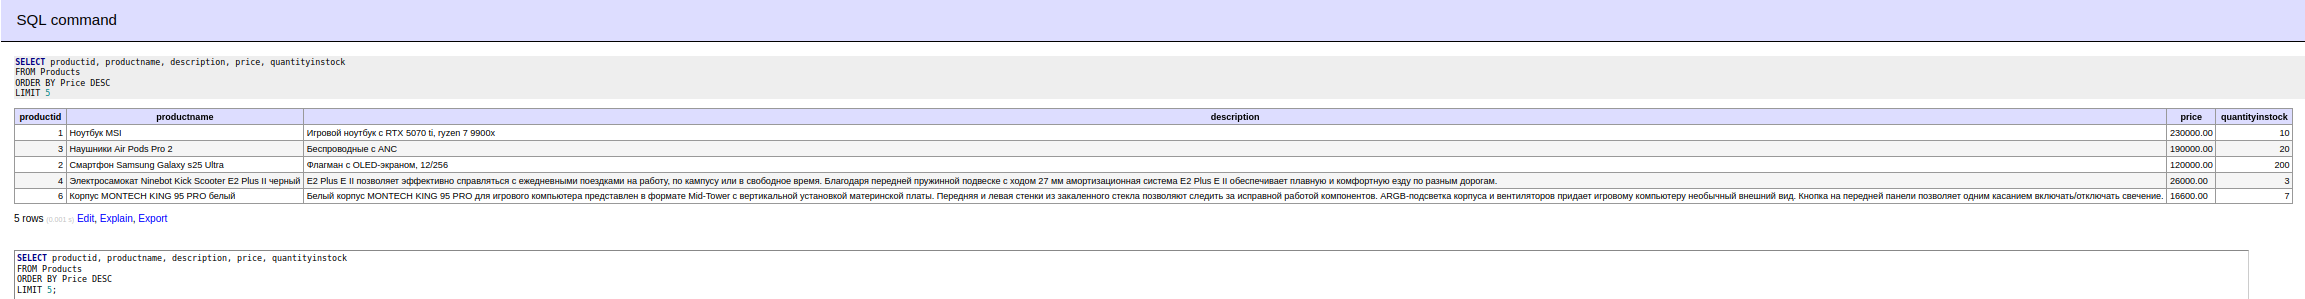 SQL command
SELECT productid, productname, description, price, quantityinstock
FROM Products
ORDER BY Price DESC
LIMIT 5
productid productname description price quantityinstock
1 Ноутбук MSI Игровой ноутбук с RTX 5070 ti, ryzen 7 9900x 230000.00 10
3 Наушники Air Pods Pro 2 Беспроводные с ANC 190000.00 20
2 Смартфон Samsung Galaxy s25 Ultra Флагман с OLED-экраном, 12/256 120000.00 200
4 Электросамокат Ninebot Kick Scooter E2 Plus II черный E2 Plus E II позволяет эффективно справляться с ежедневными поездками на работу, по кампусу или в свободное время. Благодаря передней пружинной подвеске с ходом 27 мм амортизационная система E2 Plus E II обеспечивает плавную и комфортную езду по разным дорогам. 26000.00 3
6 Корпус MONTECH KING 95 PRO белый Белый корпус MONTECH KING 95 PRO для игрового компьютера представлен в формате Mid-Tower с вертикальной установкой материнской платы. Передняя и левая стенки из закаленного стекла позволяют следить за исправной работой компонентов. ARGB-подсветка корпуса и вентиляторов придает игровому компьютеру необычный внешний вид. Кнопка на передней панели позволяет одним касанием включать/отключать свечение. 16600.00 7
5 rows (0.001 s) Edit, Explain, Export
SELECT productid, productname, description, price, quantityinstock
FROM Products
ORDER BY Price DESC
LIMIT 5;